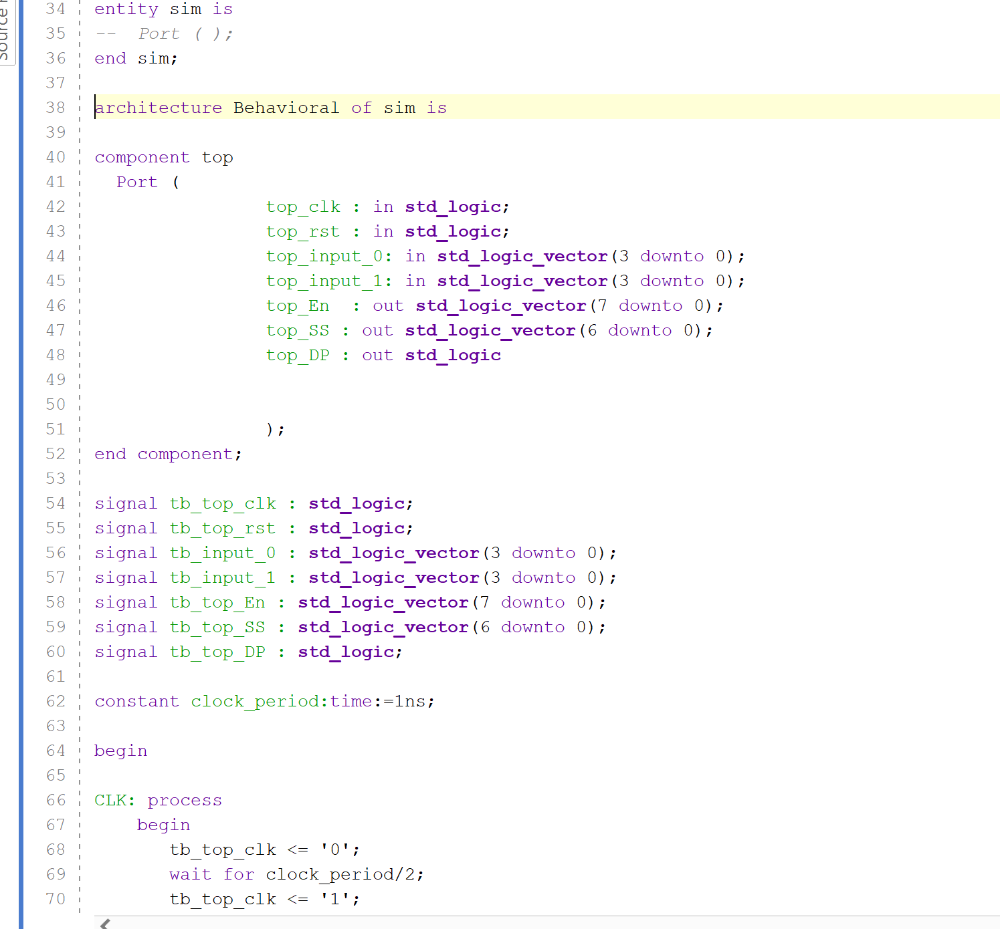 Source
34 entity sim is
35 --  Port ( );
36 end sim;
37
38 architecture Behavioral of sim is
39
40 component top
41   Port (
42                 top_clk : in std_logic;
43                 top_rst : in std_logic;
44                 top_input_0: in std_logic_vector(3 downto 0);
45                 top_input_1: in std_logic_vector(3 downto 0);
46                 top_En  : out std_logic_vector(7 downto 0);
47                 top_SS : out std_logic_vector(6 downto 0);
48                 top_DP : out std_logic
49
50
51                 );
52 end component;
53
54 signal tb_top_clk : std_logic;
55 signal tb_top_rst : std_logic;
56 signal tb_input_0 : std_logic_vector(3 downto 0);
57 signal tb_input_1 : std_logic_vector(3 downto 0);
58 signal tb_top_En : std_logic_vector(7 downto 0);
59 signal tb_top_SS : std_logic_vector(6 downto 0);
60 signal tb_top_DP : std_logic;
61
62 constant clock_period:time:=1ns;
63
64 begin
65
66 CLK: process
67     begin
68        tb_top_clk <= '0';
69        wait for clock_period/2;
70        tb_top_clk <= '1';